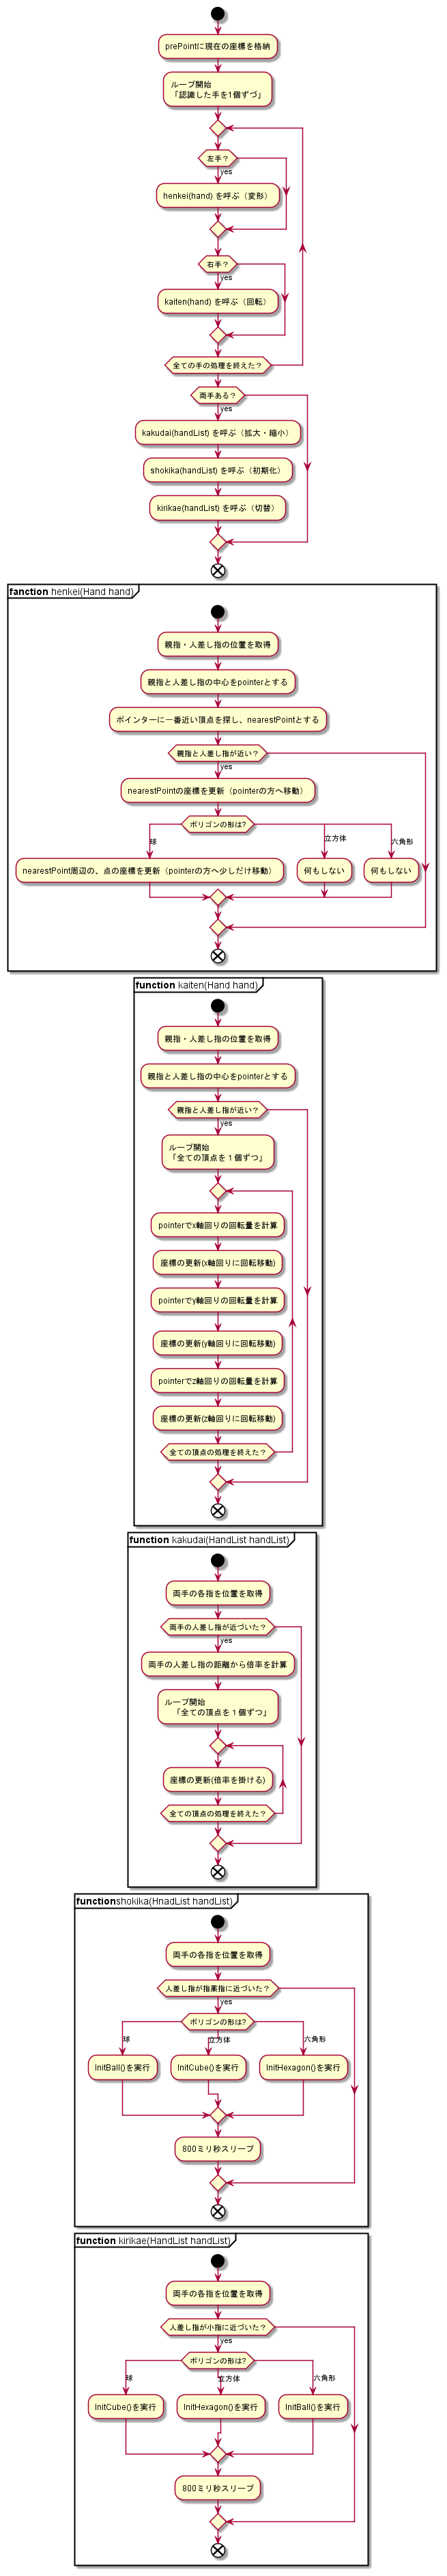 prePointに現在の座標を格納
ループ開始
「認識した手を1個ずづ」
左手？
yes
henkei(hand) を呼ぶ（変形）
右手？
yes
kaiten(hand) を呼ぶ（回転）
全ての手の処理を終えた？
両手ある？
yes
kakudai(handList) を呼ぶ（拡大・縮小）
shokika(handList) を呼ぶ（初期化）
kirikae(handList) を呼ぶ（切替）
fanction henkei(Hand hand)
親指・人差し指の位置を取得
親指と人差し指の中心をpointerとする
ポインターに一番近い頂点を探し、nearestPointとする
親指と人差し指が近い？
yes
nearestPointの座標を更新（pointerの方へ移動）
ポリゴンの形は?
球
立方体
六角形
nearestPoint周辺の、点の座標を更新（pointerの方へ少しだけ移動）
何もしない
何もしない
function kaiten(Hand hand)
親指・人差し指の位置を取得
親指と人差し指の中心をpointerとする
親指と人差し指が近い？
yes
ループ開始
「全ての頂点を１個ずつ」
pointerでx軸回りの回転量を計算
座標の更新(x軸回りに回転移動)
pointerでy軸回りの回転量を計算
座標の更新(y軸回りに回転移動)
pointerでz軸回りの回転量を計算
座標の更新(z軸回りに回転移動)
全ての頂点の処理を終えた？
function kakudai(HandList handList)
両手の各指を位置を取得
両手の人差し指が近づいた？
yes
両手の人差し指の距離から倍率を計算
ループ開始
「全ての頂点を１個ずつ」
座標の更新(倍率を掛ける)
全ての頂点の処理を終えた？
functionshokika(HnadList handList)
両手の各指を位置を取得
人差し指が指薬指に近づいた？
yes
ポリゴンの形は?
球
立方体
六角形
InitBall()を実行
InitCube()を実行
InitHexagon()を実行
800ミリ秒スリープ
function kirikae(HandList handList)
両手の各指を位置を取得
人差し指が小指に近づいた？
yes
ポリゴンの形は?
球
立方体
六角形
InitCube()を実行
InitHexagon()を実行
InitBall()を実行
800ミリ秒スリープ